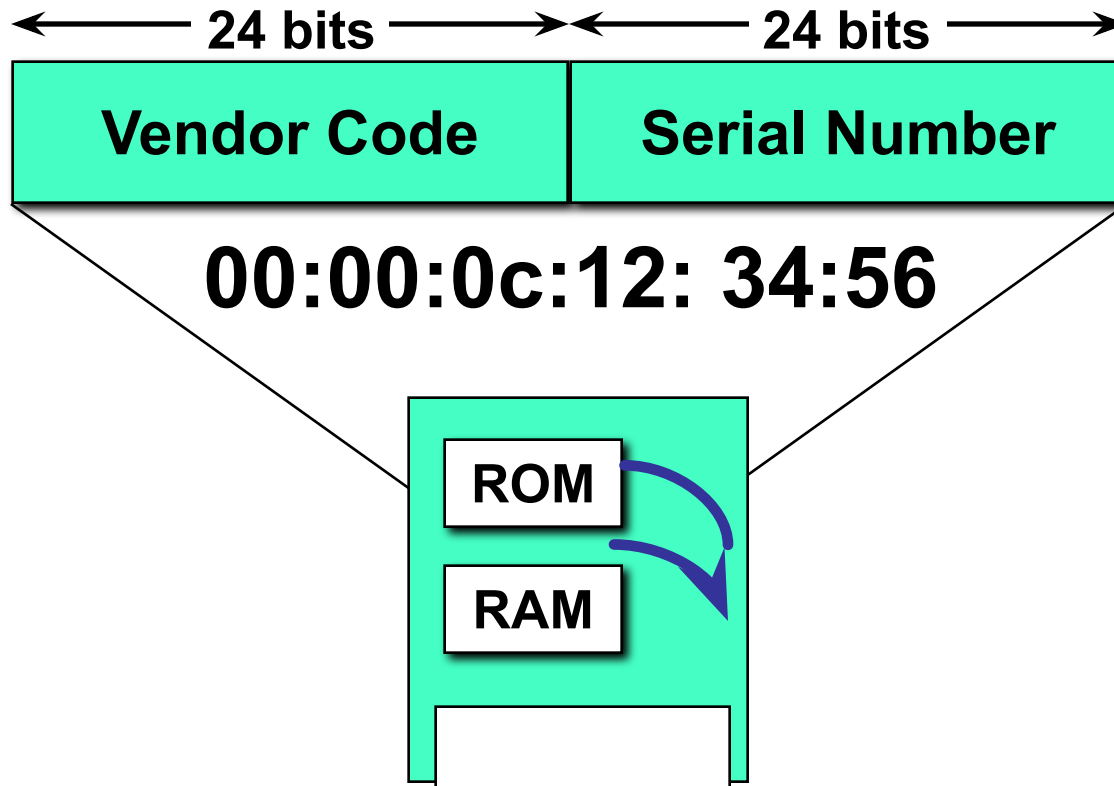 24 bits 24 bits
Vendor Code Serial Number
00:00:0c:12: 34:56
ROM
RAM